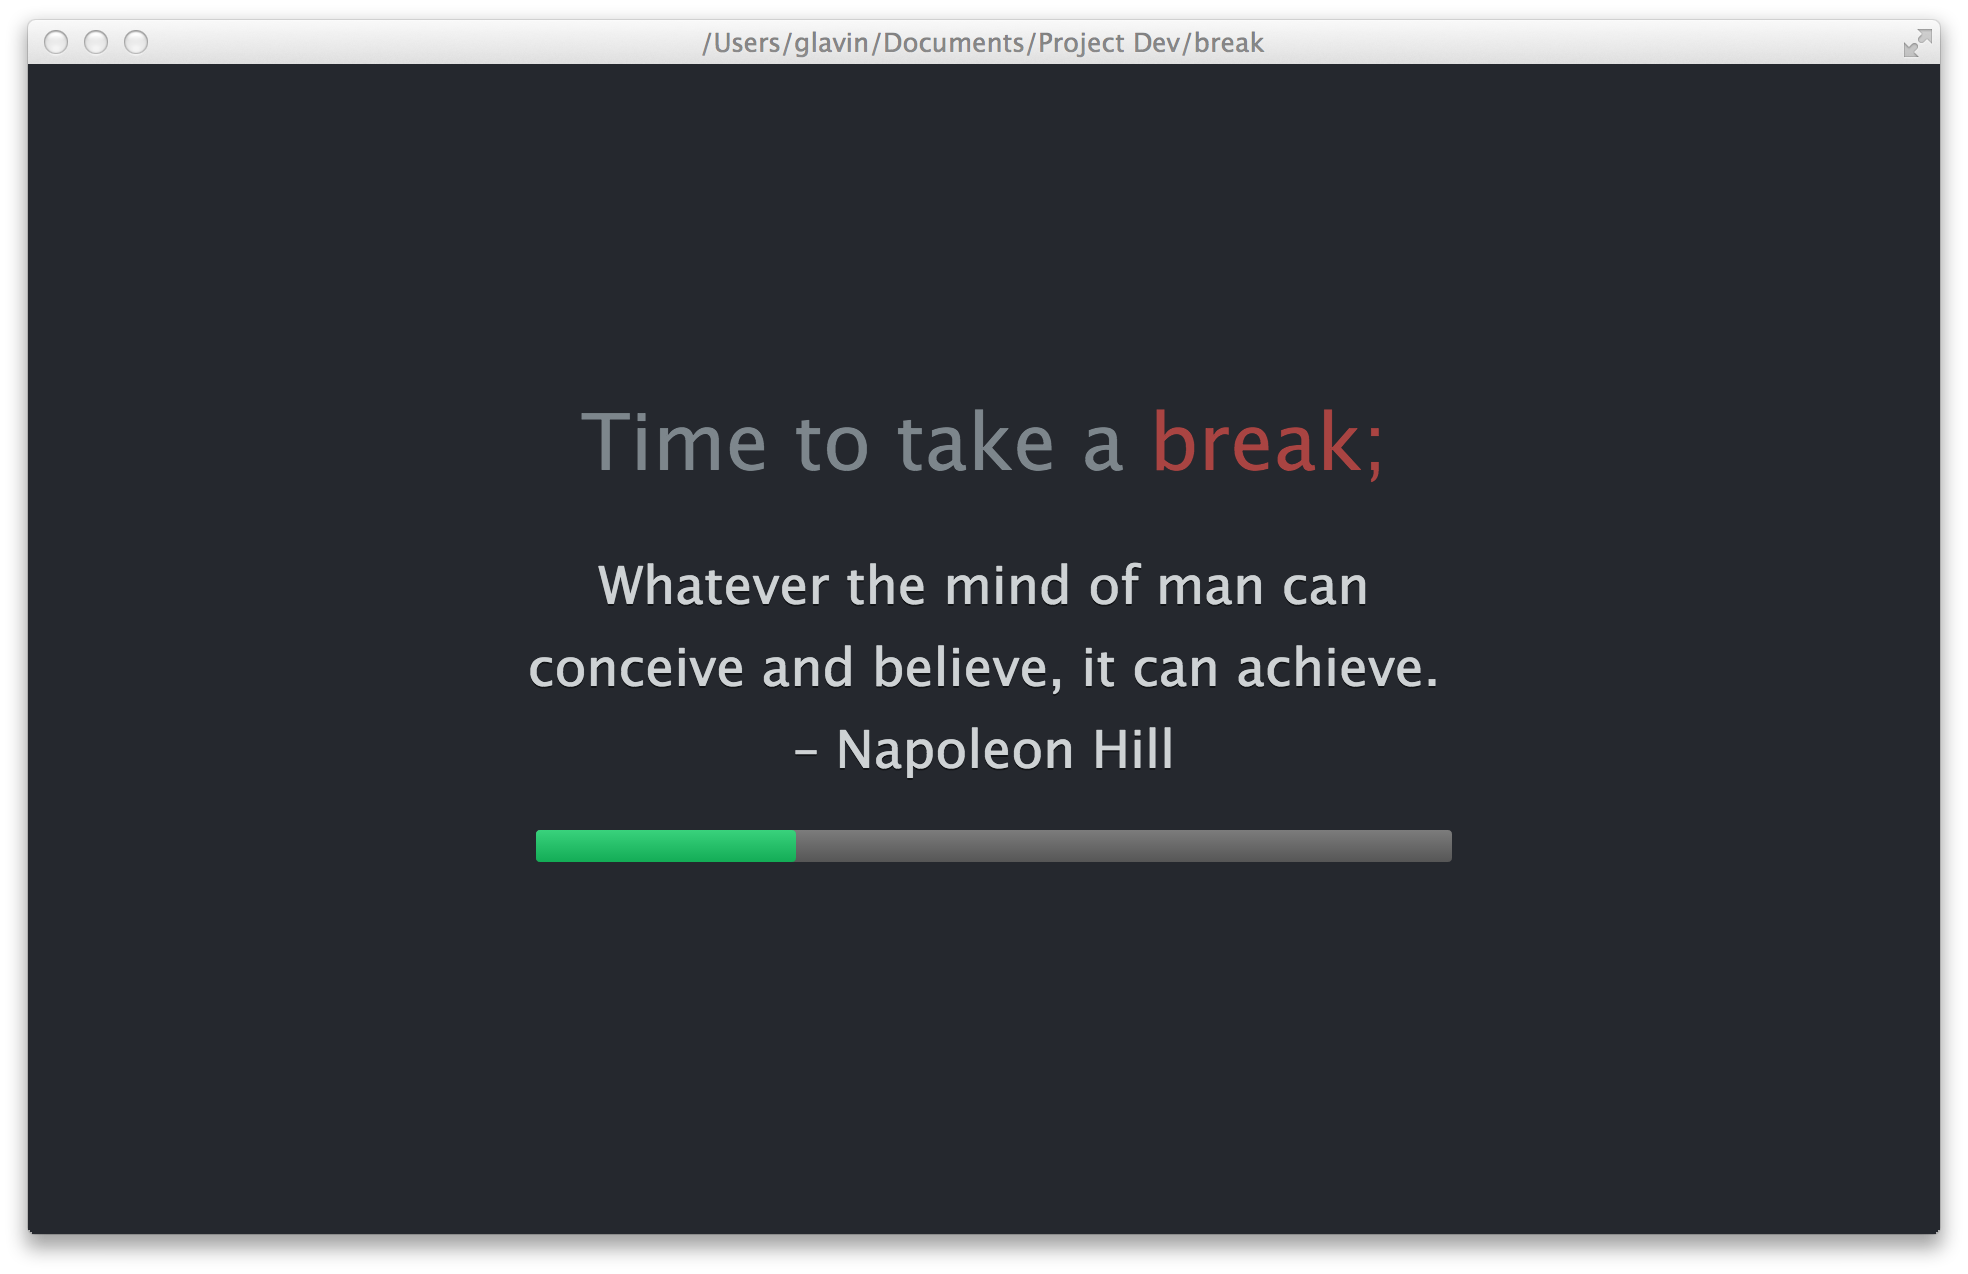 /Users/glavin/Documents/Project Dev/break
Time to take a break;
Whatever the mind of man can
conceive and believe, it can achieve.
– Napoleon Hill